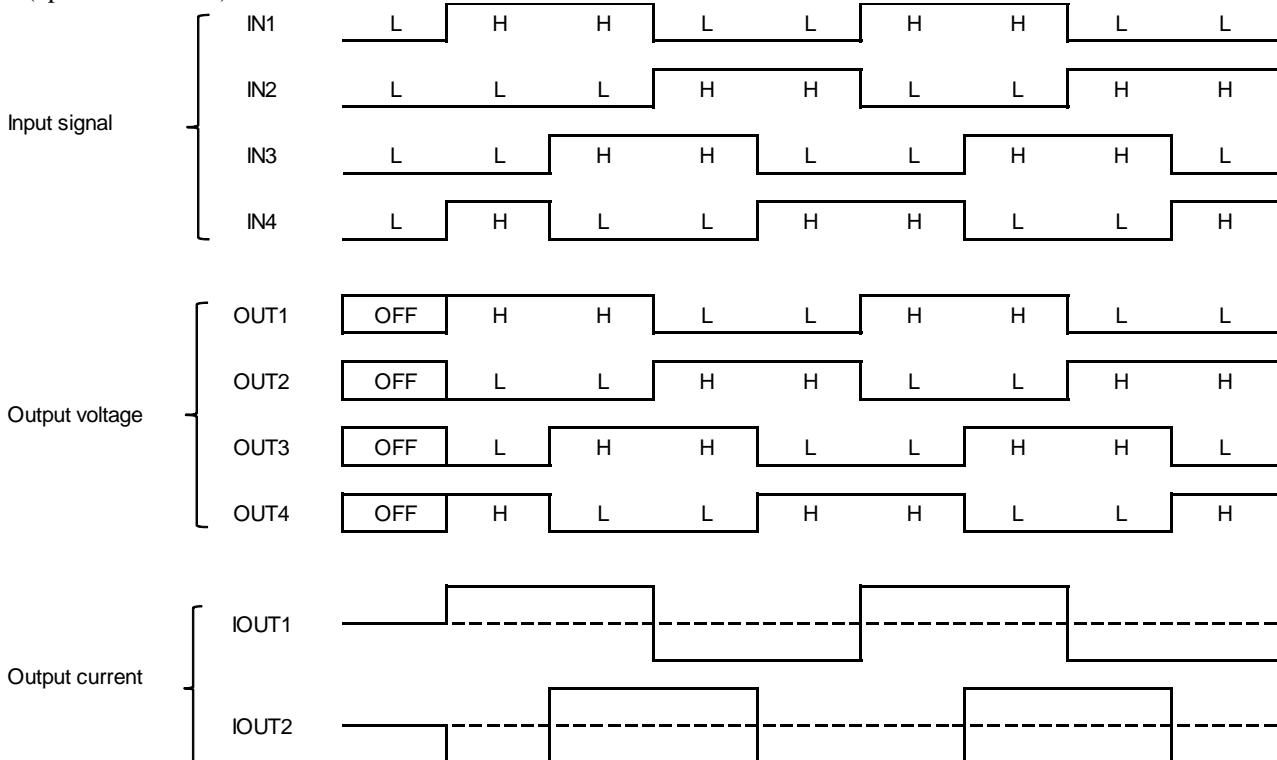 IN1 L H H L L H H L L
IN2 L L L H H L L H H
Input signal
IN3 L L H H L L H H L
IN4 L H L L H H L L H
OUT1 OFF H H L L H H L L
OUT2 OFF L L H H L L H H
Output voltage
OUT3 OFF L H H L L H H L
OUT4 OFF H L L H H L L H
IOUT1
Output current
IOUT2